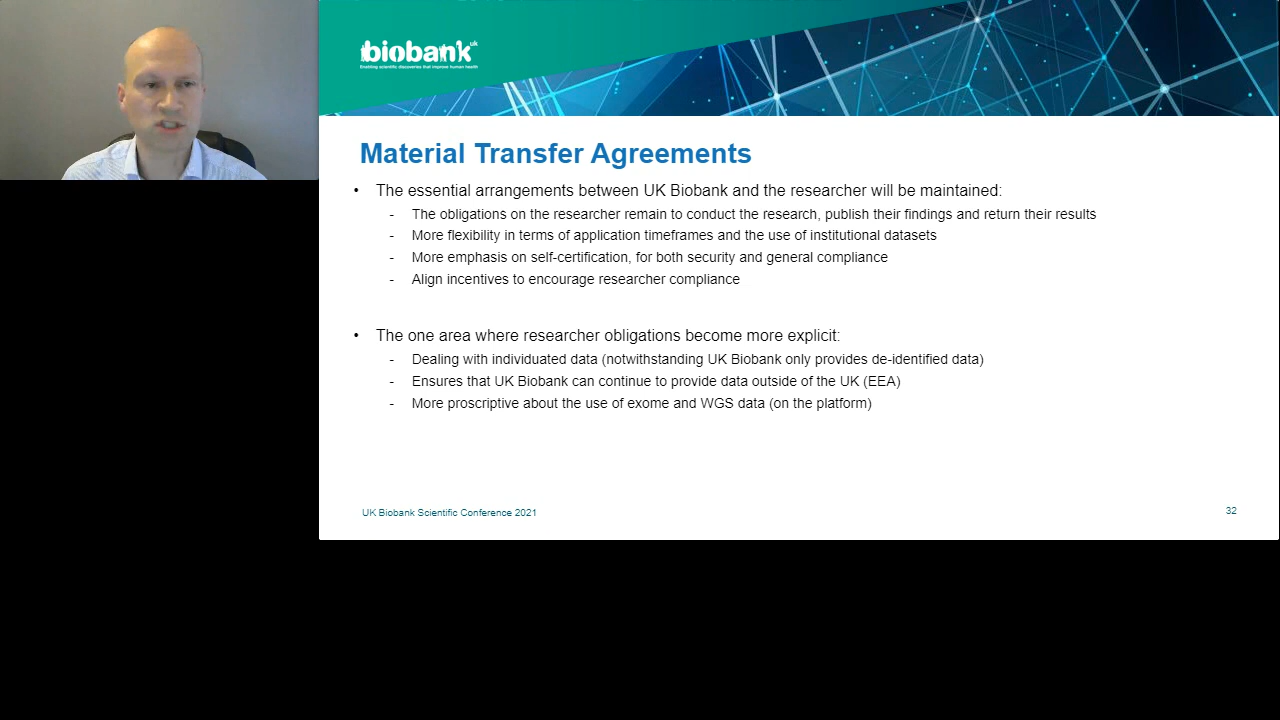 biobank uk
Enabling scientific discoveries that improve human health
Material Transfer Agreements
• The essential arrangements between UK Biobank and the researcher will be maintained:
- The obligations on the researcher remain to conduct the research, publish their findings and return their results
- More flexibility in terms of application timeframes and the use of institutional datasets
- More emphasis on self-certification, for both security and general compliance
- Align incentives to encourage researcher compliance
• The one area where researcher obligations become more explicit:
- Dealing with individuated data (notwithstanding UK Biobank only provides de-identified data)
- Ensures that UK Biobank can continue to provide data outside of the UK (EEA)
- More proscriptive about the use of exome and WGS data (on the platform)
UK Biobank Scientific Conference 2021
32